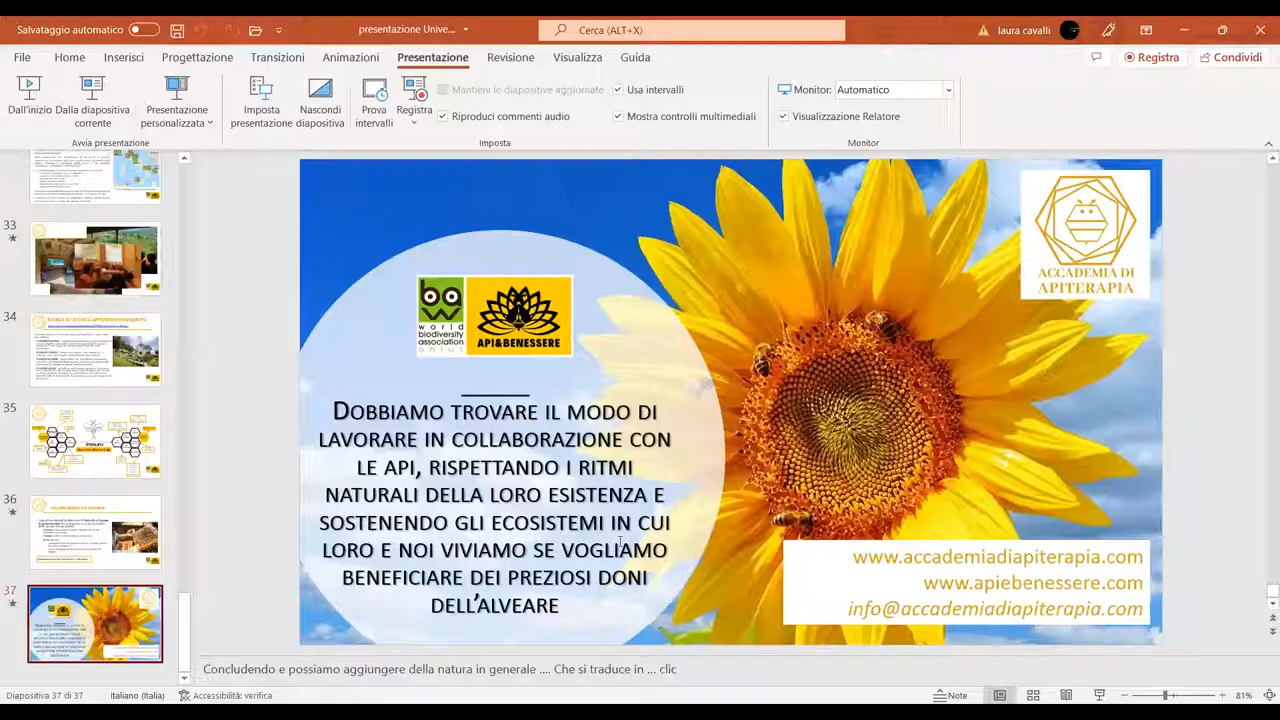 Salvataggio automatico
presentazione Unive...
Cerca (ALT+X)
laura cavalli
File Home Inserisci Progettazione Transizioni Animazioni Presentazione Revisione Visualizza Guida
Registra
Condividi
Dall'inizio
Dalla diapositiva corrente
Presentazione personalizzata
Imposta presentazione
Nascondi diapositiva
Prova intervalli
Registra
Mantieni le diapositive aggiornate
Riproduci commenti audio
Usa intervalli
Mostra controlli multimediali
Monitor: Automatico
Visualizzazione Relatore
Avvia presentazione
Imposta
Monitor
33
34
35
36
37
ba
world
biodiversity
association
onlus
API&BENESSERE
ACCADEMIA DI
APITERAPIA
DOBBIAMO TROVARE IL MODO DI
LAVORARE IN COLLABORAZIONE CON
LE API, RISPETTANDO I RITMI
NATURALI DELLA LORO ESISTENZA E
SOSTENENDO GLI ECOSISTEMI IN CUI
LORO E NOI VIVIAMO SE VOGLIAMO
BENEFICIARE DEI PREZIOSI DONI
DELL'ALVEARE
www.accademiadiapiterapia.com
www.apiebenessere.com
info@accademiadiapiterapia.com
Concludendo e possiamo aggiungere della natura in generale .... Che si traduce in ... clic
Diapositiva 37 di 37
Italiano (Italia)
Accessibilità: verifica
Note
81%